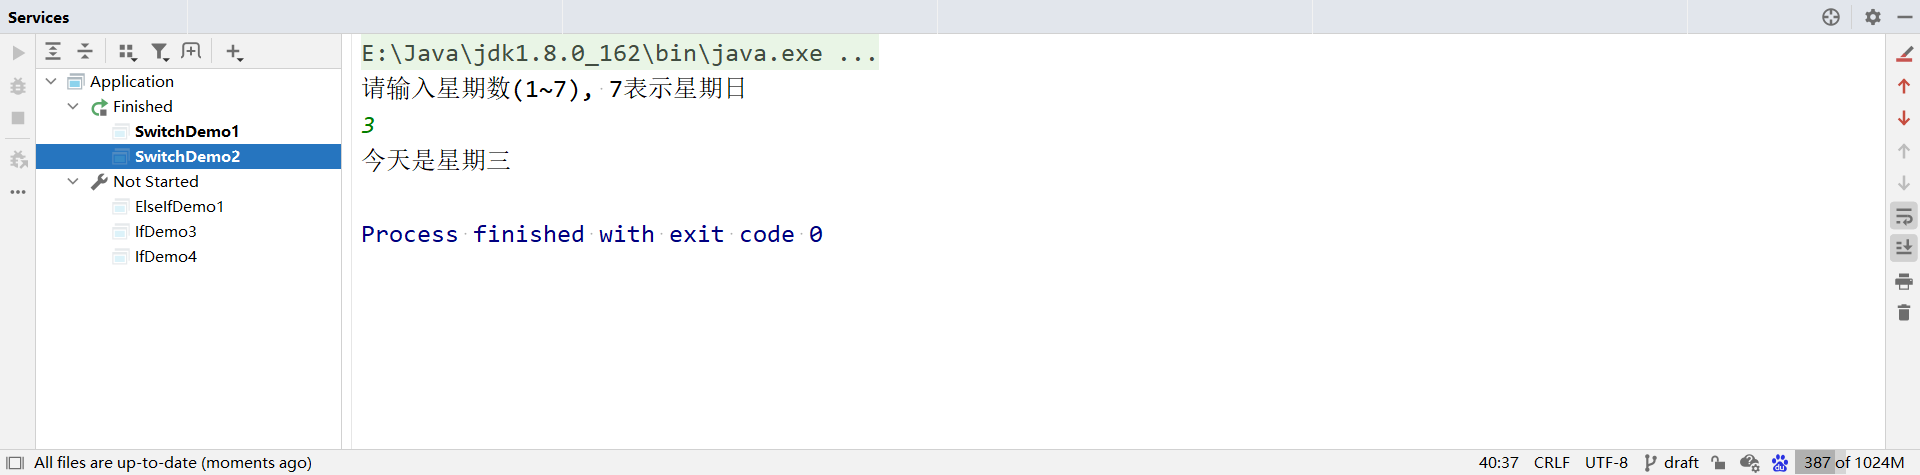 Services
Application
Finished
SwitchDemo1
SwitchDemo2
Not Started
ElseIfDemo1
IfDemo3
IfDemo4
E:\Java\jdk1.8.0_162\bin\java.exe ...
请输入星期数(1~7), 7表示星期日
3
今天是星期三
Process finished with exit code 0
All files are up-to-date (moments ago)
40:37 CRLF UTF-8 draft du 387 of 1024M